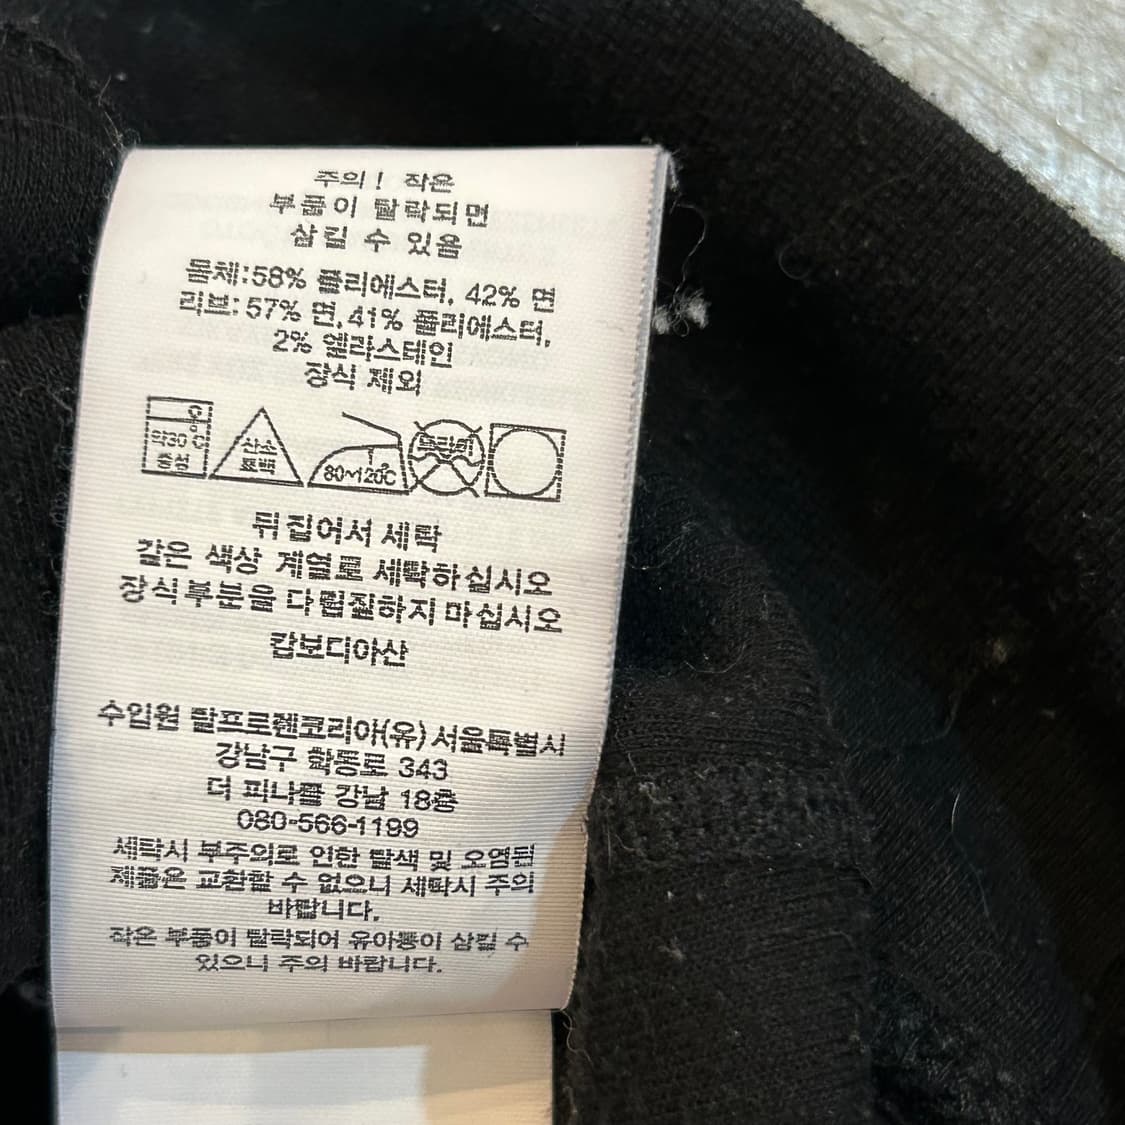 주의! 작은
부품이 탈락되면
삼킬 수 있음
몸체:58% 폴리에스터, 42% 면
리브: 57% 면, 41% 폴리에스터,
2% 엘라스테인
장식 제외
약30℃
중성
산소
표백
80~120℃
드라이
뒤집어서 세탁
같은 색상 계열로 세탁하십시오
장식부분을 다림질하지 마십시오
캄보디아산
수입원 랄프로렌코리아(유) 서울특별시
강남구 학동로 343
더 피나클 강남 18층
080-566-1199
세탁시 부주의로 인한 탈색 및 오염된
제품은 교환할 수 없으니 세탁시 주의
바랍니다.
작은 부품이 탈락되어 유아동이 삼킬 수
있으니 주의 바랍니다.